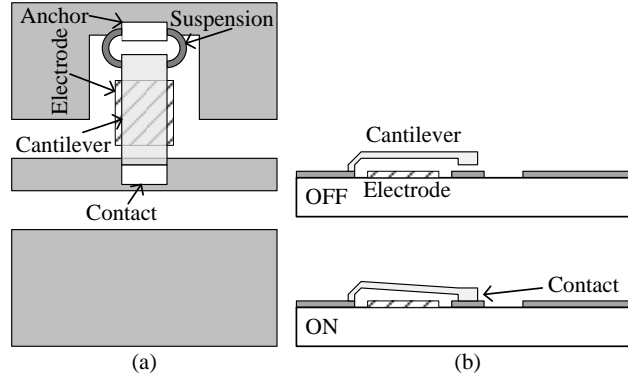 Anchor
Suspension
Electrode
Cantilever
Contact
(a)
Cantilever
Electrode
OFF
Contact
ON
(b)